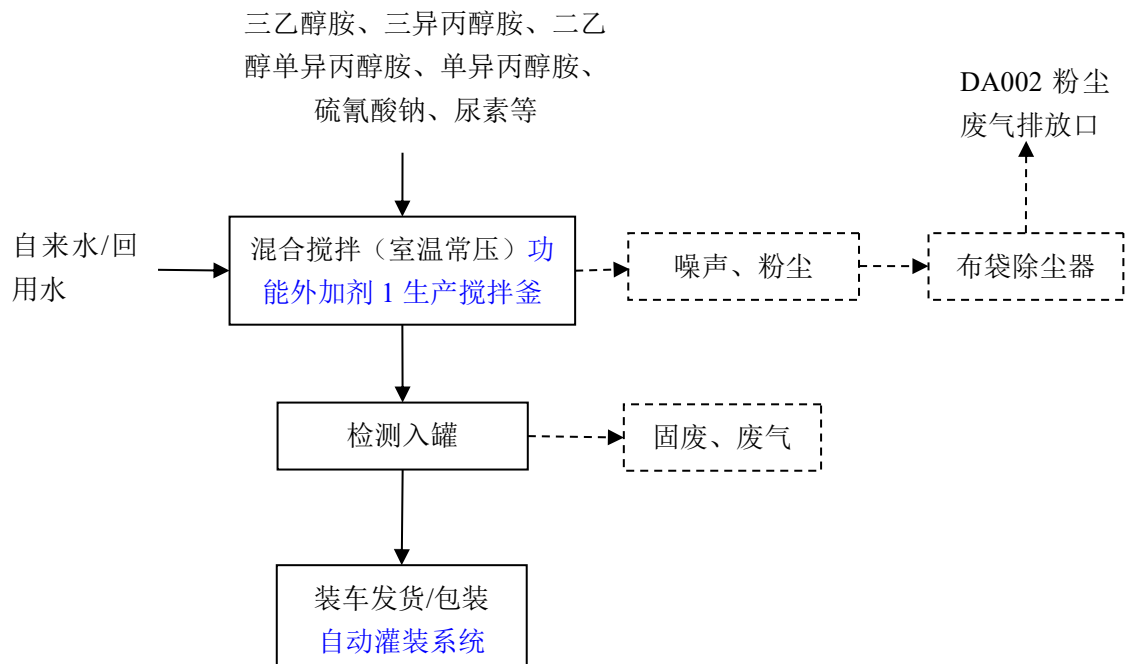 三乙醇胺、三异丙醇胺、二乙
醇单异丙醇胺、单异丙醇胺、
硫氰酸钠、尿素等
DA002 粉尘
废气排放口
自来水/回
用水
混合搅拌（室温常压）功
能外加剂 1 生产搅拌釜
噪声、粉尘
布袋除尘器
检测入罐
固废、废气
装车发货/包装
自动灌装系统